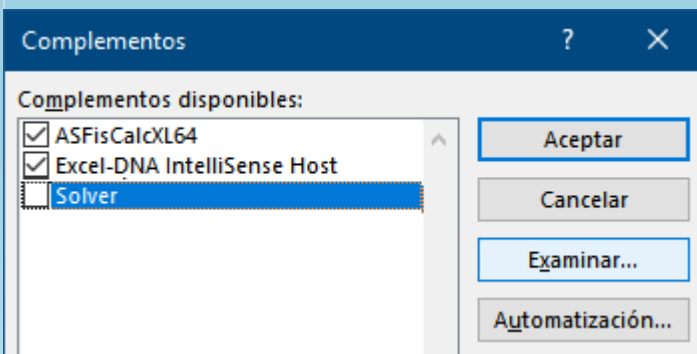 Complementos ? ×
Complementos disponibles:
ASFisCalcXL64
Excel-DNA IntelliSense Host
Solver
Aceptar
Cancelar
Examinar...
Automatización...